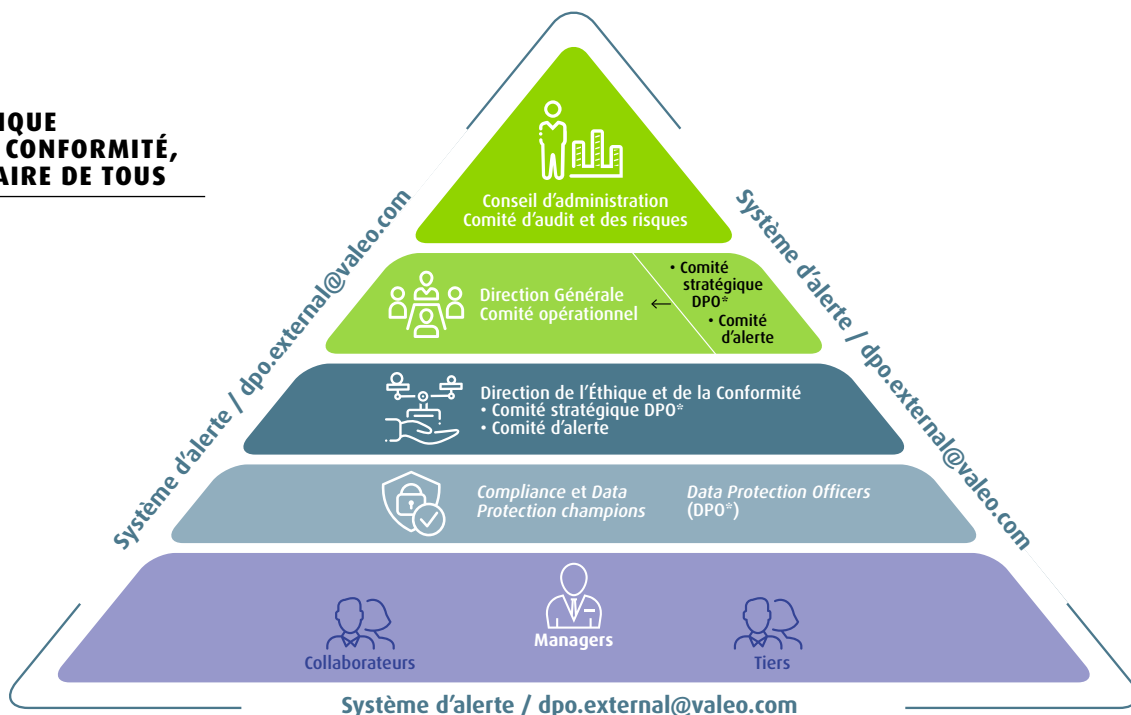 IQUE
CONFORMITÉ,
AIRE DE TOUS
Conseil d'administration
Comité d'audit et des risques
Système d'alerte / dpo.external@valeo.com
Système d'alerte / dpo.external@valeo.com
Direction Générale
Comité opérationnel
←
• Comité
stratégique
DPO*
• Comité
d'alerte
Direction de l'Éthique et de la Conformité
• Comité stratégique DPO*
• Comité d'alerte
Compliance et Data
Protection champions
Data Protection Officers
(DPO*)
Managers
Collaborateurs
Tiers
Système d'alerte / dpo.external@valeo.com